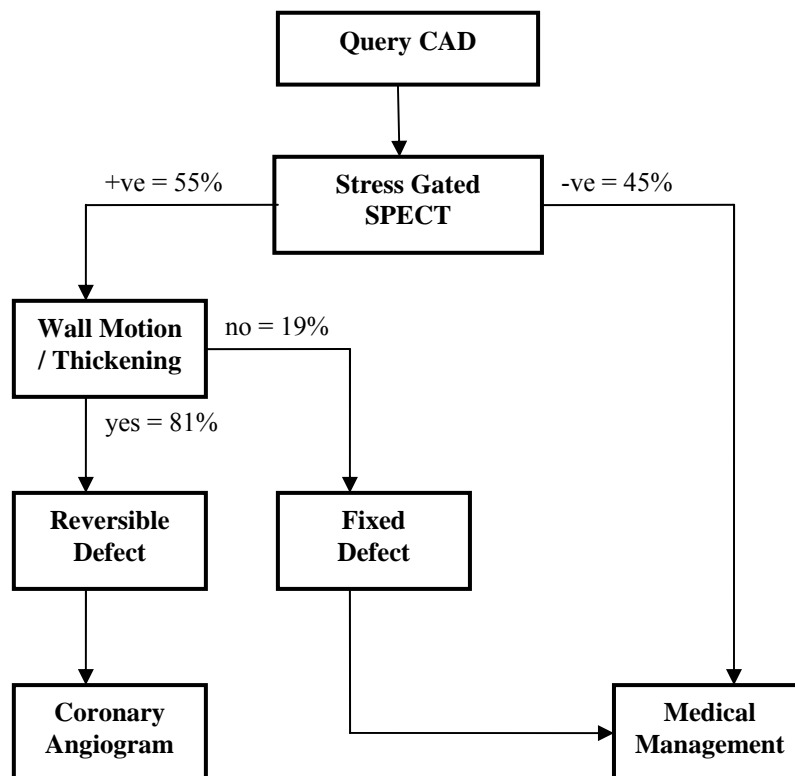 Query CAD
+ve = 55%
Stress Gated
SPECT
-ve = 45%
Wall Motion
/ Thickening
no = 19%
yes = 81%
Reversible
Defect
Fixed
Defect
Coronary
Angiogram
Medical
Management